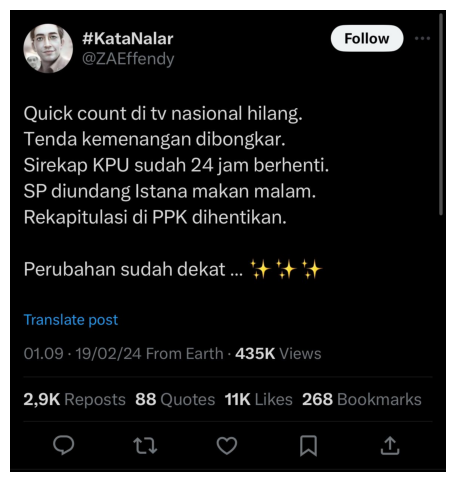 #KataNalar
@ZAEffendy
Follow
Quick count di tv nasional hilang.
Tenda kemenangan dibongkar.
Sirekap KPU sudah 24 jam berhenti.
SP diundang Istana makan malam.
Rekapitulasi di PPK dihentikan.
Perubahan sudah dekat ... ✨✨✨
Translate post
01.09 · 19/02/24 From Earth · 435K Views
2,9K Reposts 88 Quotes 11K Likes 268 Bookmarks